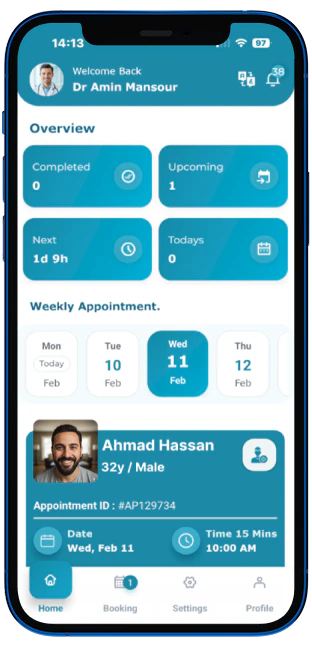 14:13
97
Welcome Back
38
Dr Amin Mansour
Overview
Completed
0
Upcoming
1
Next
1d 9h
Todays
0
Weekly Appointment.
Mon
Today
Feb
Tue
10
Feb
Wed
11
Feb
Thu
12
Feb
Ahmad Hassan
32y / Male
Appointment ID : #AP129734
Date
Wed, Feb 11
Time 15 Mins
10:00 AM
1
Home
Booking
Settings
Profile